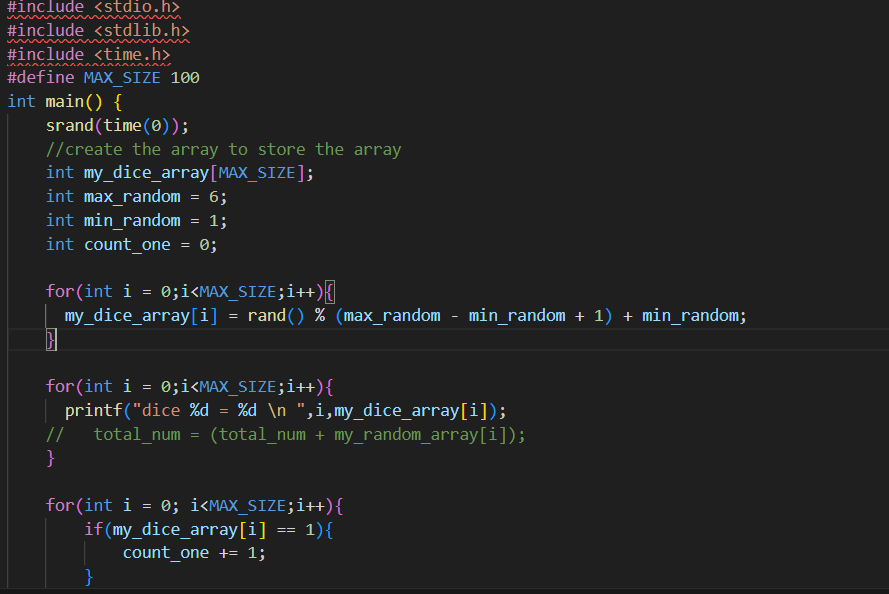 #include <stdio.h>
#include <stdlib.h>
#include <time.h>
#define MAX_SIZE 100
int main() {
    srand(time(0));
    //create the array to store the array
    int my_dice_array[MAX_SIZE];
    int max_random = 6;
    int min_random = 1;
    int count_one = 0;

    for(int i = 0;i<MAX_SIZE;i++){
      my_dice_array[i] = rand() % (max_random - min_random + 1) + min_random;
    }

    for(int i = 0;i<MAX_SIZE;i++){
      printf("dice %d = %d \n ",i,my_dice_array[i]);
    //   total_num = (total_num + my_random_array[i]);
    }

    for(int i = 0; i<MAX_SIZE;i++){
        if(my_dice_array[i] == 1){
            count_one += 1;
        }